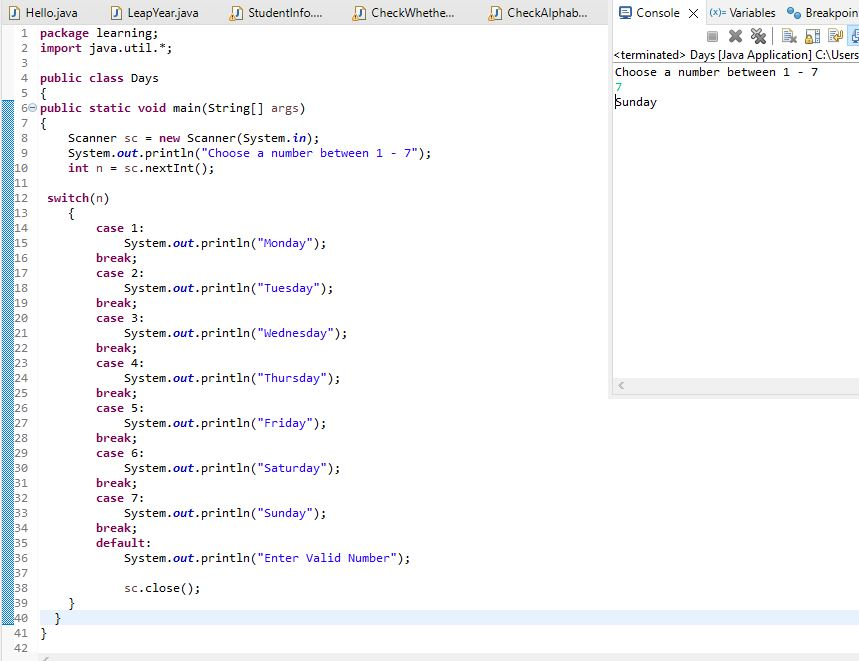 Hello.java LeapYear.java StudentInfo.... CheckWhethe... CheckAlphab...
1 package learning;
2 import java.util.*;
3
4 public class Days
5 {
6 public static void main(String[] args)
7 {
8 Scanner sc = new Scanner(System.in);
9 System.out.println("Choose a number between 1 - 7");
10 int n = sc.nextInt();
11
12 switch(n)
13 {
14 case 1:
15 System.out.println("Monday");
16 break;
17 case 2:
18 System.out.println("Tuesday");
19 break;
20 case 3:
21 System.out.println("Wednesday");
22 break;
23 case 4:
24 System.out.println("Thursday");
25 break;
26 case 5:
27 System.out.println("Friday");
28 break;
29 case 6:
30 System.out.println("Saturday");
31 break;
32 case 7:
33 System.out.println("Sunday");
34 break;
35 default:
36 System.out.println("Enter Valid Number");
37
38 sc.close();
39 }
40 }
41 }
42
Console (x)= Variables Breakpoin
<terminated> Days [Java Application] C:\Users
Choose a number between 1 - 7
7
Sunday